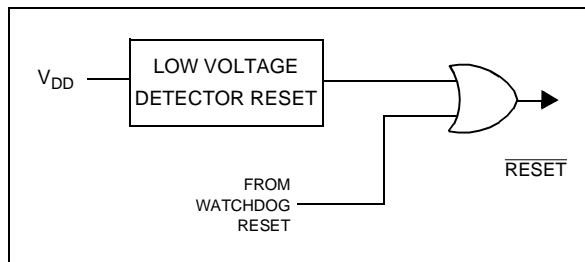 V_DD
LOW VOLTAGE
DETECTOR RESET
RESET
FROM
WATCHDOG
RESET